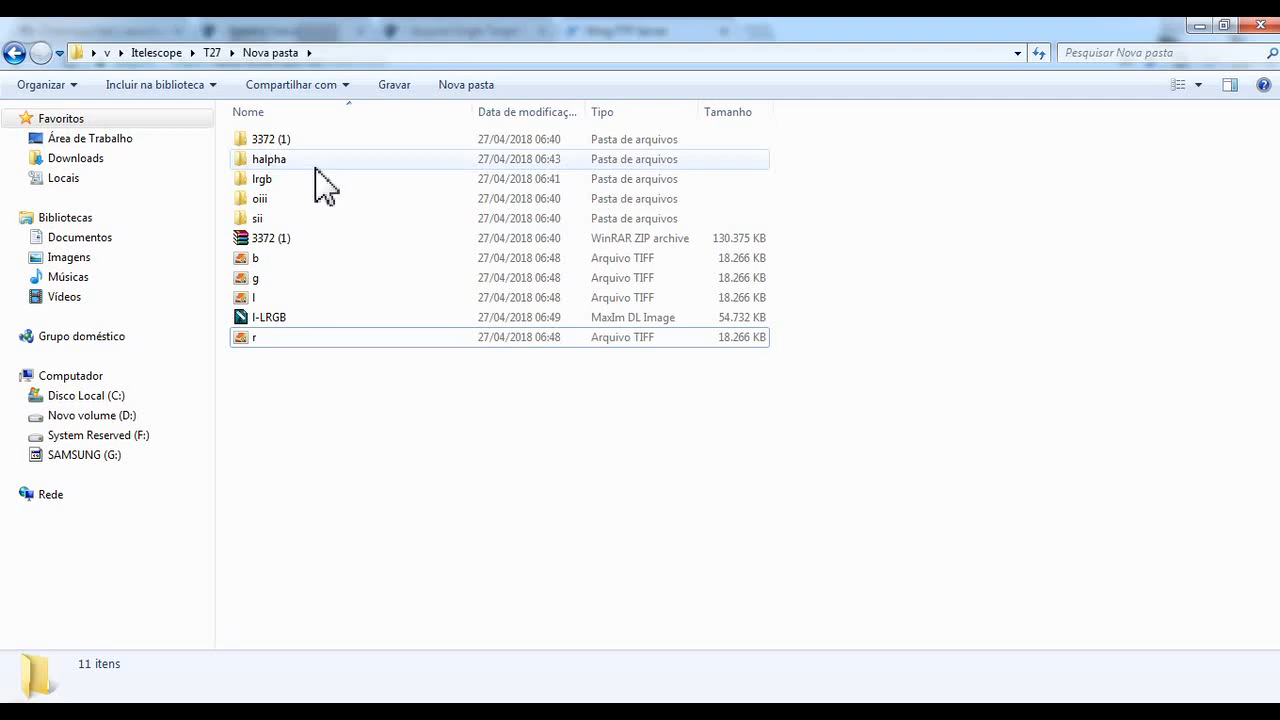 v Itelescope T27 Nova pasta Pesquisar Nova pasta
Organizar Incluir na biblioteca Compartilhar com Gravar Nova pasta
Nome Data de modificaç... Tipo Tamanho
Favoritos
Área de Trabalho
Downloads
Locais
Bibliotecas
Documentos
Imagens
Músicas
Vídeos
Grupo doméstico
Computador
Disco Local (C:)
Novo volume (D:)
System Reserved (F:)
SAMSUNG (G:)
Rede
3372 (1) 27/04/2018 06:40 Pasta de arquivos
halpha 27/04/2018 06:43 Pasta de arquivos
lrgb 27/04/2018 06:41 Pasta de arquivos
oiii 27/04/2018 06:40 Pasta de arquivos
sii 27/04/2018 06:40 Pasta de arquivos
3372 (1) 27/04/2018 06:40 WinRAR ZIP archive 130.375 KB
b 27/04/2018 06:48 Arquivo TIFF 18.266 KB
g 27/04/2018 06:48 Arquivo TIFF 18.266 KB
l 27/04/2018 06:48 Arquivo TIFF 18.266 KB
l-LRGB 27/04/2018 06:49 MaxIm DL Image 54.732 KB
r 27/04/2018 06:48 Arquivo TIFF 18.266 KB
11 itens